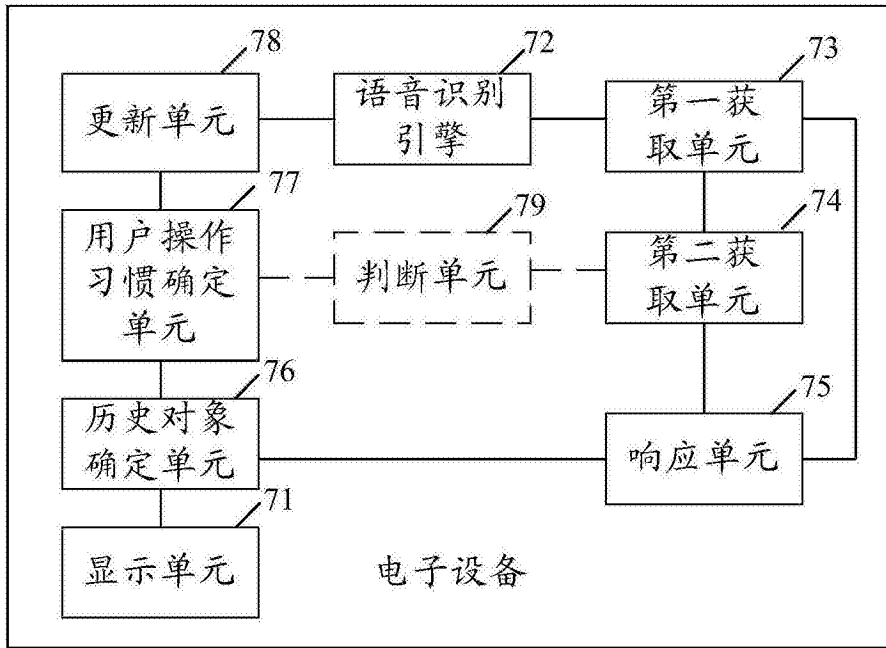 78
更新单元
72
语音识别
引擎
73
第一获
取单元
77
用户操作
习惯确定
单元
79
判断单元
74
第二获
取单元
76
历史对象
确定单元
75
响应单元
71
显示单元
电子设备